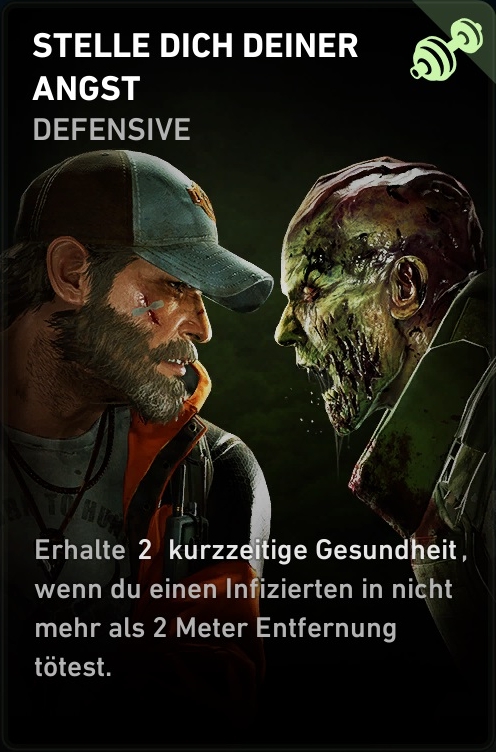 STELLE DICH DEINER
ANGST
DEFENSIVE
Erhalte 2 kurzzeitige Gesundheit,
wenn du einen Infizierten in nicht
mehr als 2 Meter Entfernung
tötest.